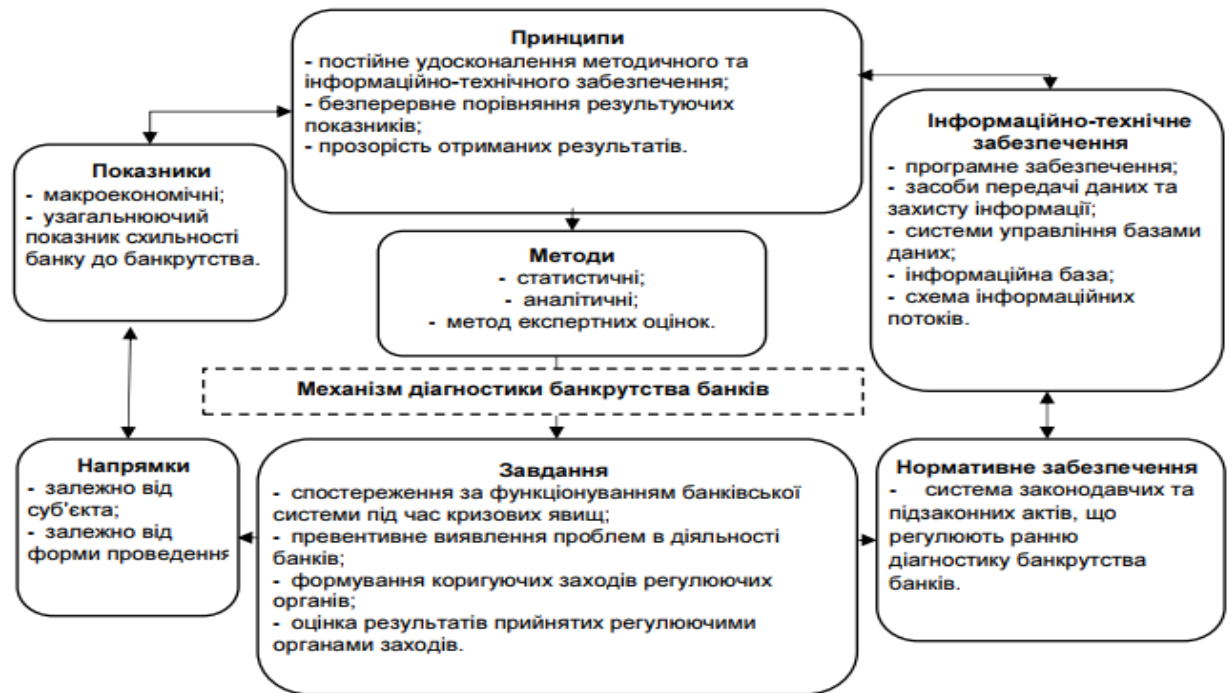 Принципи
- постійне удосконалення методичного та
інформаційно-технічного забезпечення;
- безперервне порівняння результуючих
показників;
- прозорість отриманих результатів.
Показники
- макроекономічні;
- узагальнюючий
показник схильності
банку до банкрутства.
Методи
- статистичні;
- аналітичні;
- метод експертних оцінок.
Інформаційно-технічне
забезпечення
- програмне забезпечення;
- засоби передачі даних та
захисту інформації;
- системи управління базами
даних;
- інформаційна база;
- схема інформаційних
потоків.
Механізм діагностики банкрутства банків
Напрямки
- залежно від
суб'єкта;
- залежно від
форми проведення
Завдання
- спостереження за функціонуванням банківської
системи під час кризових явищ;
- превентивне виявлення проблем в діяльності
банків;
- формування коригуючих заходів регулюючих
органів;
- оцінка результатів прийнятих регулюючими
органами заходів.
Нормативне забезпечення
- система законодавчих та
підзаконних актів, що
регулюють ранню
діагностику банкрутства
банків.